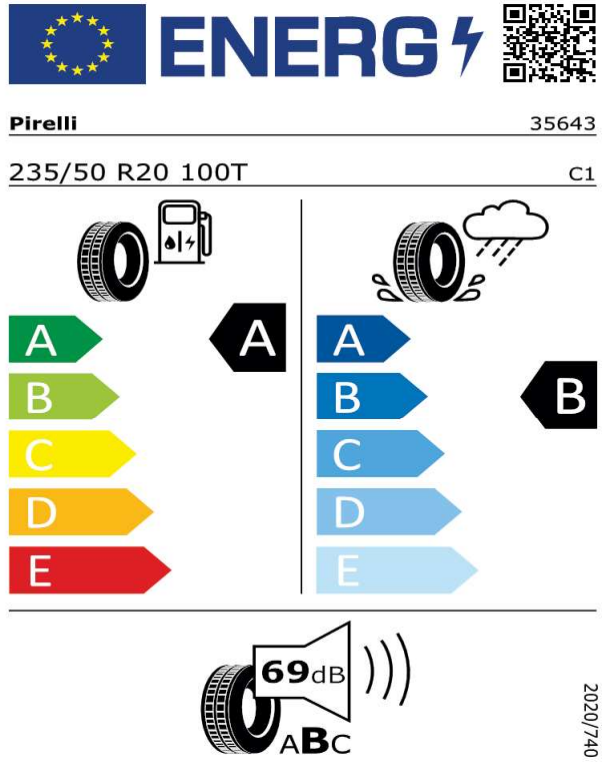 ENERG
Pirelli 35643
235/50 R20 100T C1
A A A
B B B
C C
D D
E E
69dB
ABC
2020/740